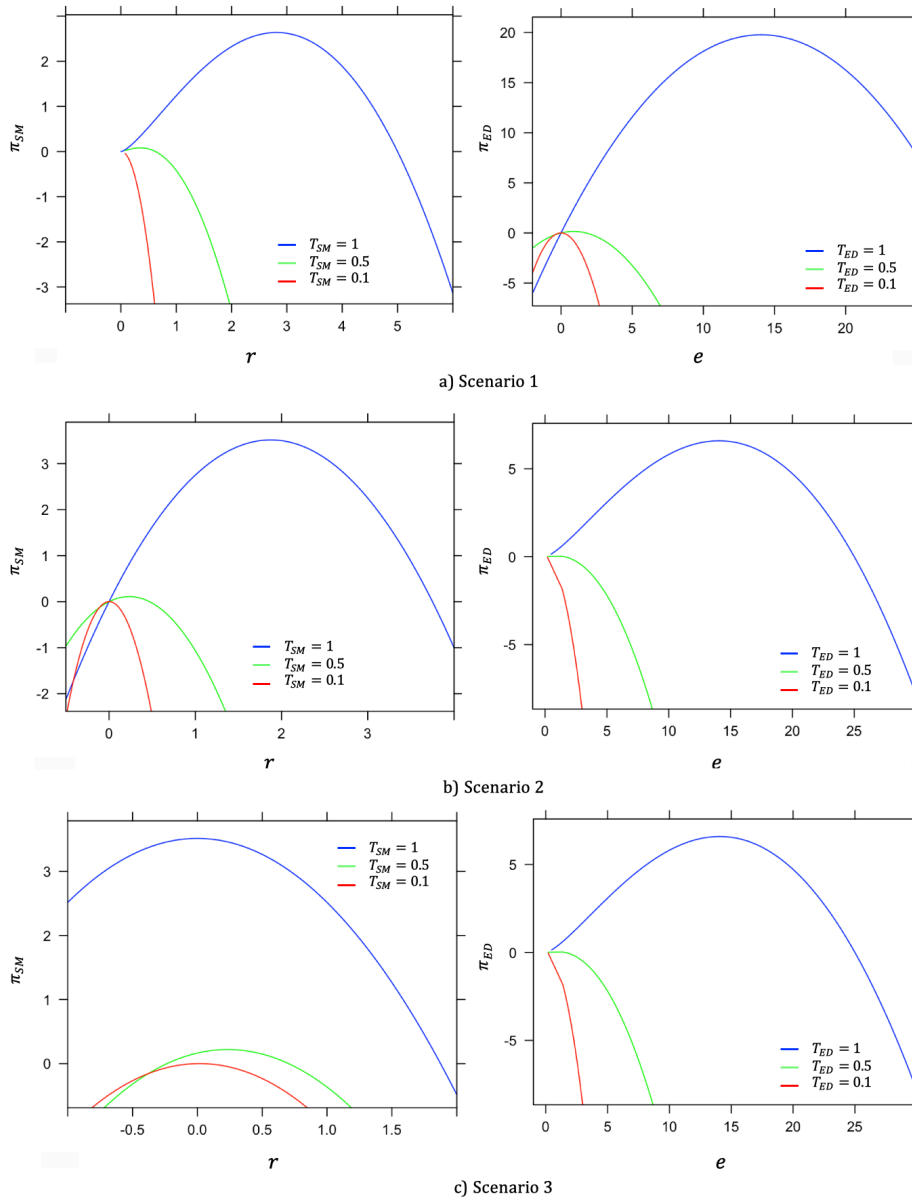 π_SM
2
1
0
-1
-2
-3
T_SM = 1
T_SM = 0.5
T_SM = 0.1
0 1 2 3 4 5
r
π_ED
20
15
10
5
0
-5
T_ED = 1
T_ED = 0.5
T_ED = 0.1
0 5 10 15 20
e
a) Scenario 1
π_SM
3
2
1
0
-1
-2
T_SM = 1
T_SM = 0.5
T_SM = 0.1
0 1 2 3
r
π_ED
5
0
-5
T_ED = 1
T_ED = 0.5
T_ED = 0.1
0 5 10 15 20 25
e
b) Scenario 2
π_SM
3
2
1
0
T_SM = 1
T_SM = 0.5
T_SM = 0.1
-0.5 0.0 0.5 1.0 1.5
r
π_ED
5
0
-5
T_ED = 1
T_ED = 0.5
T_ED = 0.1
0 5 10 15 20 25
e
c) Scenario 3